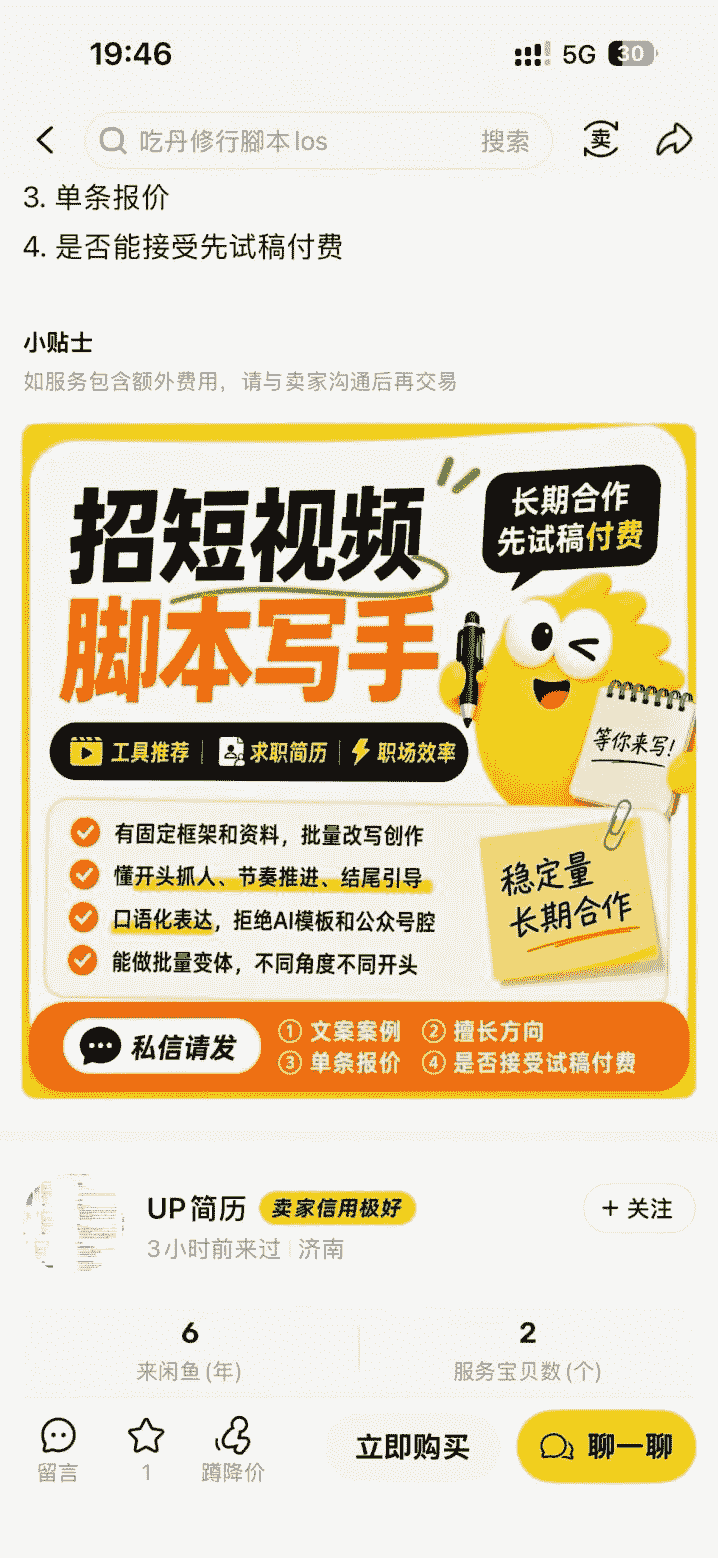 19:46
5G 30
吃丹修行腳本los 搜索 卖
3. 单条报价
4. 是否能接受先试稿付费
小贴士
如服务包含额外费用，请与卖家沟通后再交易
招短视频
脚本写手
长期合作
先试稿付费
等你来写！
工具推荐 求职简历 职场效率
有固定框架和资料，批量改写创作
懂开头抓人、节奏推进、结尾引导
口语化表达，拒绝AI模板和公众号腔
能做批量变体，不同角度不同开头
稳定量
长期合作
私信请发
① 文案案例 ② 擅长方向
③ 单条报价 ④ 是否接受试稿付费
UP简历 卖家信用极好 + 关注
3小时前来过 济南
6 2
来闲鱼(年) 服务宝贝数(个)
留言 1 蹲降价 立即购买 聊一聊